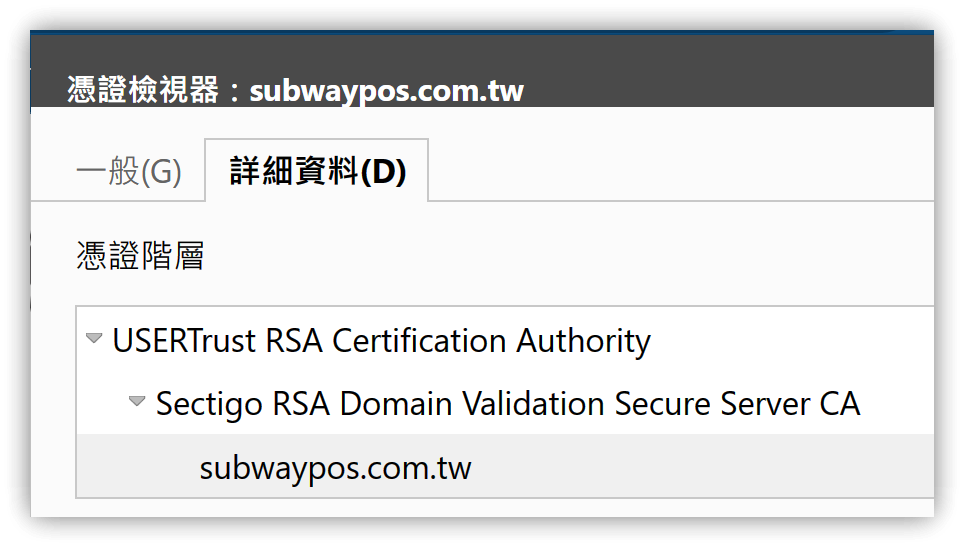 憑證檢視器：subwaypos.com.tw
一般(G) 詳細資料(D)
憑證階層
USERTrust RSA Certification Authority
Sectigo RSA Domain Validation Secure Server CA
subwaypos.com.tw